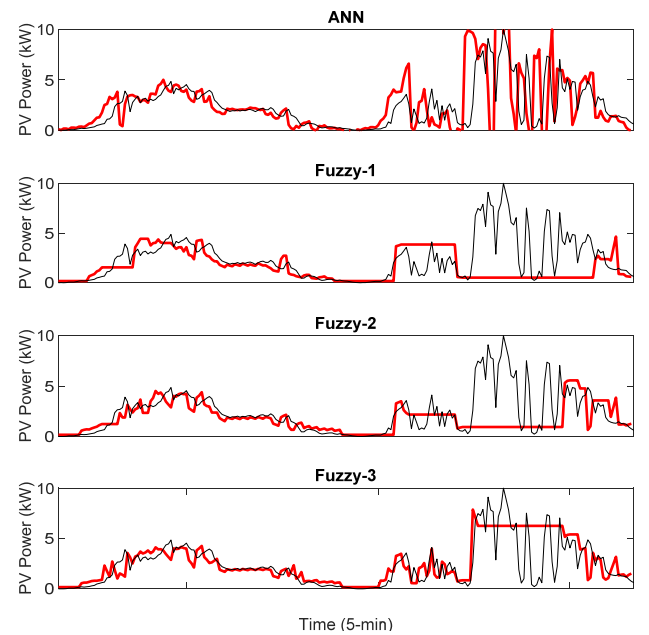 ANN
PV Power (kW)
10
5
0
Fuzzy-1
PV Power (kW)
10
5
0
Fuzzy-2
PV Power (kW)
10
5
0
Fuzzy-3
PV Power (kW)
10
5
0
Time (5-min)